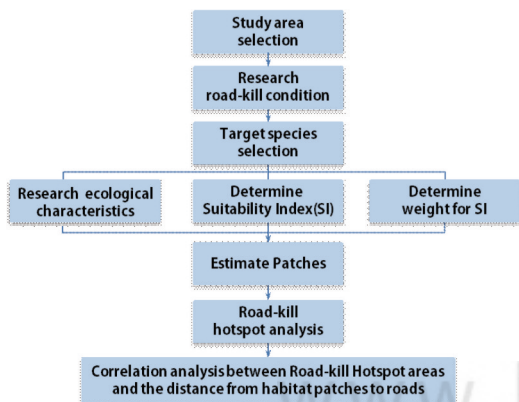 Study area
selection
Research
road-kill condition
Target species
selection
Research ecological
characteristics
Determine
Suitability Index(SI)
Determine
weight for SI
Estimate Patches
Road-kill
hotspot analysis
Correlation analysis between Road-kill Hotspot areas
and the distance from habitat patches to roads